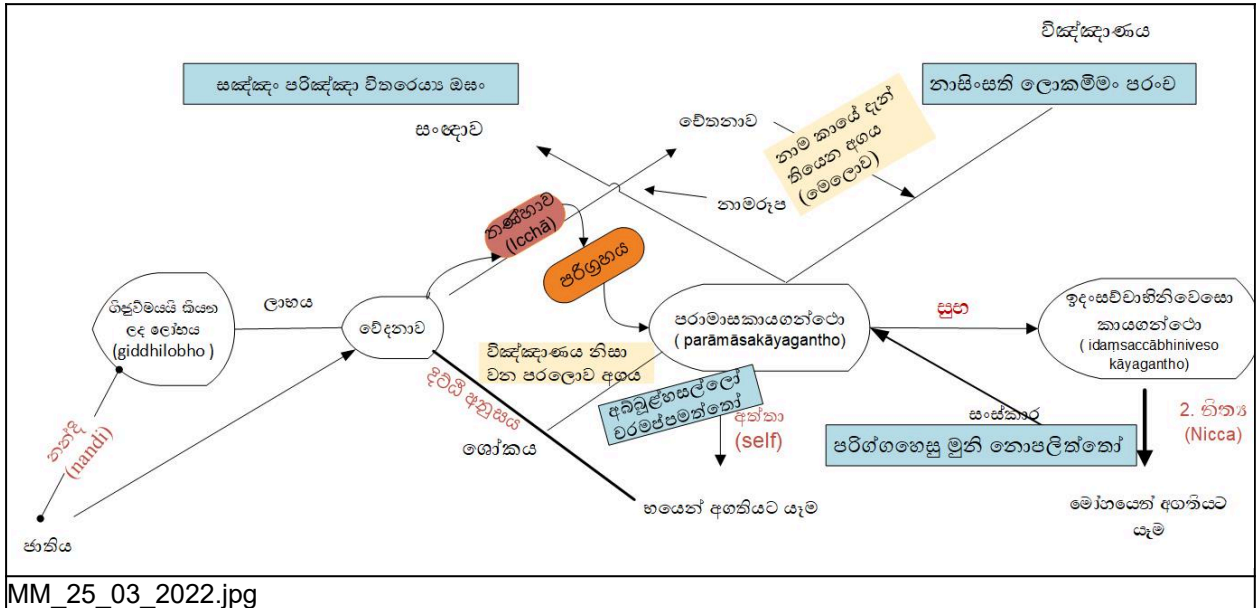 විඤ්ඤාණය
සඤ්ඤං පරිඤ්ඤා විතරෙය්‍ය ඔඝං
නාසිංසති ලොකමිමං පරංච
සංඥාව
චේතනාව
නාම කායේ දැන්
තියෙන අගය
(මෙලොව)
නාමරූප
තණ්හාව
(Icchā)
පරිග්‍රහය
ගිජුවීමයයි කියන
ලද ලෝභය
(giddhilobho )
ලාභය
වේදනාව
පරාමාසකායගන්ථො
( parāmāsakāyagantho)
සුභ
ඉදංසච්චාභිනිවෙසො
කායගන්ථො
( idaṃsaccābhiniveso
kāyagantho)
විඤ්ඤාණය නිසා
වන පරලොව අගය
දිට්ඨි අනුසය
අබ්බූළ්හසල්ලෝ
චරමප්පමත්තෝ
අත්තා
(self)
සංස්කාර
පරිග්ගහෙසු මුනි නොපලිත්තෝ
2. නිත්‍ය
(Nicca)
නන්දි
(nandi)
ශෝකය
භයෙන් අගතියට යෑම
මෝහයෙන් අගතියට
යෑම
ජාතිය
MM_25_03_2022.jpg